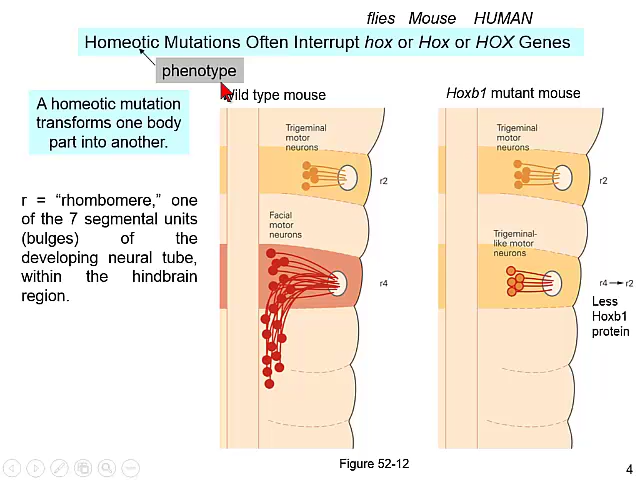 flies Mouse HUMAN
Homeotic Mutations Often Interrupt hox or Hox or HOX Genes
phenotype
A homeotic mutation
transforms one body
part into another.
r = “rhombomere,” one
of the 7 segmental units
(bulges) of the
developing neural tube,
within the hindbrain
region.
Wild type mouse
Trigeminal
motor
neurons
r2
Facial
motor
neurons
r4
Hoxb1 mutant mouse
Trigeminal
motor
neurons
r2
Trigeminal-
like motor
neurons
r4 → r2
Less
Hoxb1
protein
Figure 52-12
4